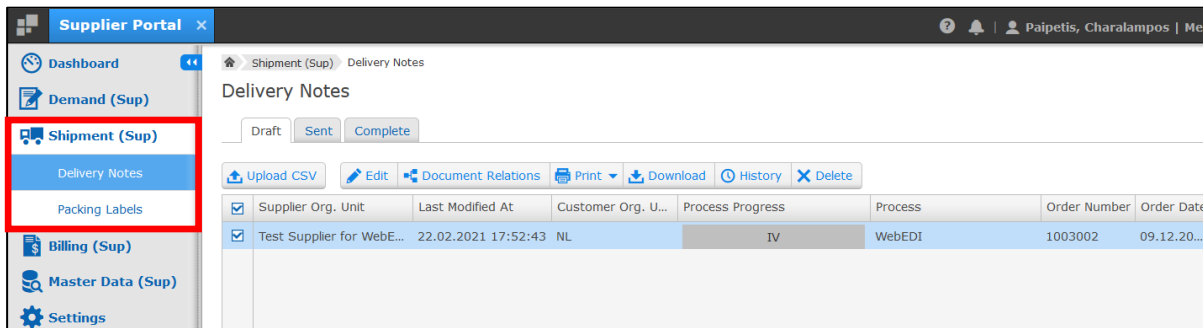 Supplier Portal ×
? | Paipetis, Charalampos | Me
Dashboard
Demand (Sup)
Shipment (Sup)
Delivery Notes
Packing Labels
Billing (Sup)
Master Data (Sup)
Settings
Shipment (Sup) Delivery Notes
Delivery Notes
Draft Sent Complete
Upload CSV Edit Document Relations Print Download History Delete
Supplier Org. Unit Last Modified At Customer Org. U... Process Progress Process Order Number Order Date
Test Supplier for WebE... 22.02.2021 17:52:43 NL IV WebEDI 1003002 09.12.20...